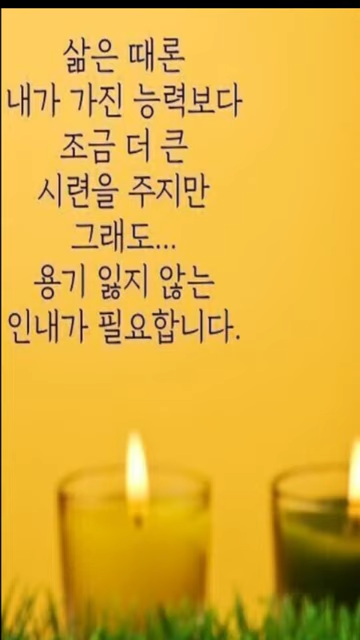 삶은 때론
내가 가진 능력보다
조금 더 큰
시련을 주지만
그래도...
용기 잃지 않는
인내가 필요합니다.